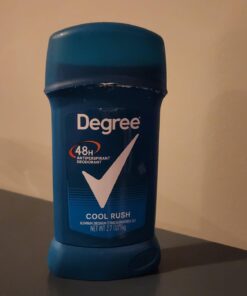 Degree
48H
ANTIPERSPIRANT
DEODORANT
COOL RUSH
NET WT 2.7 OZ